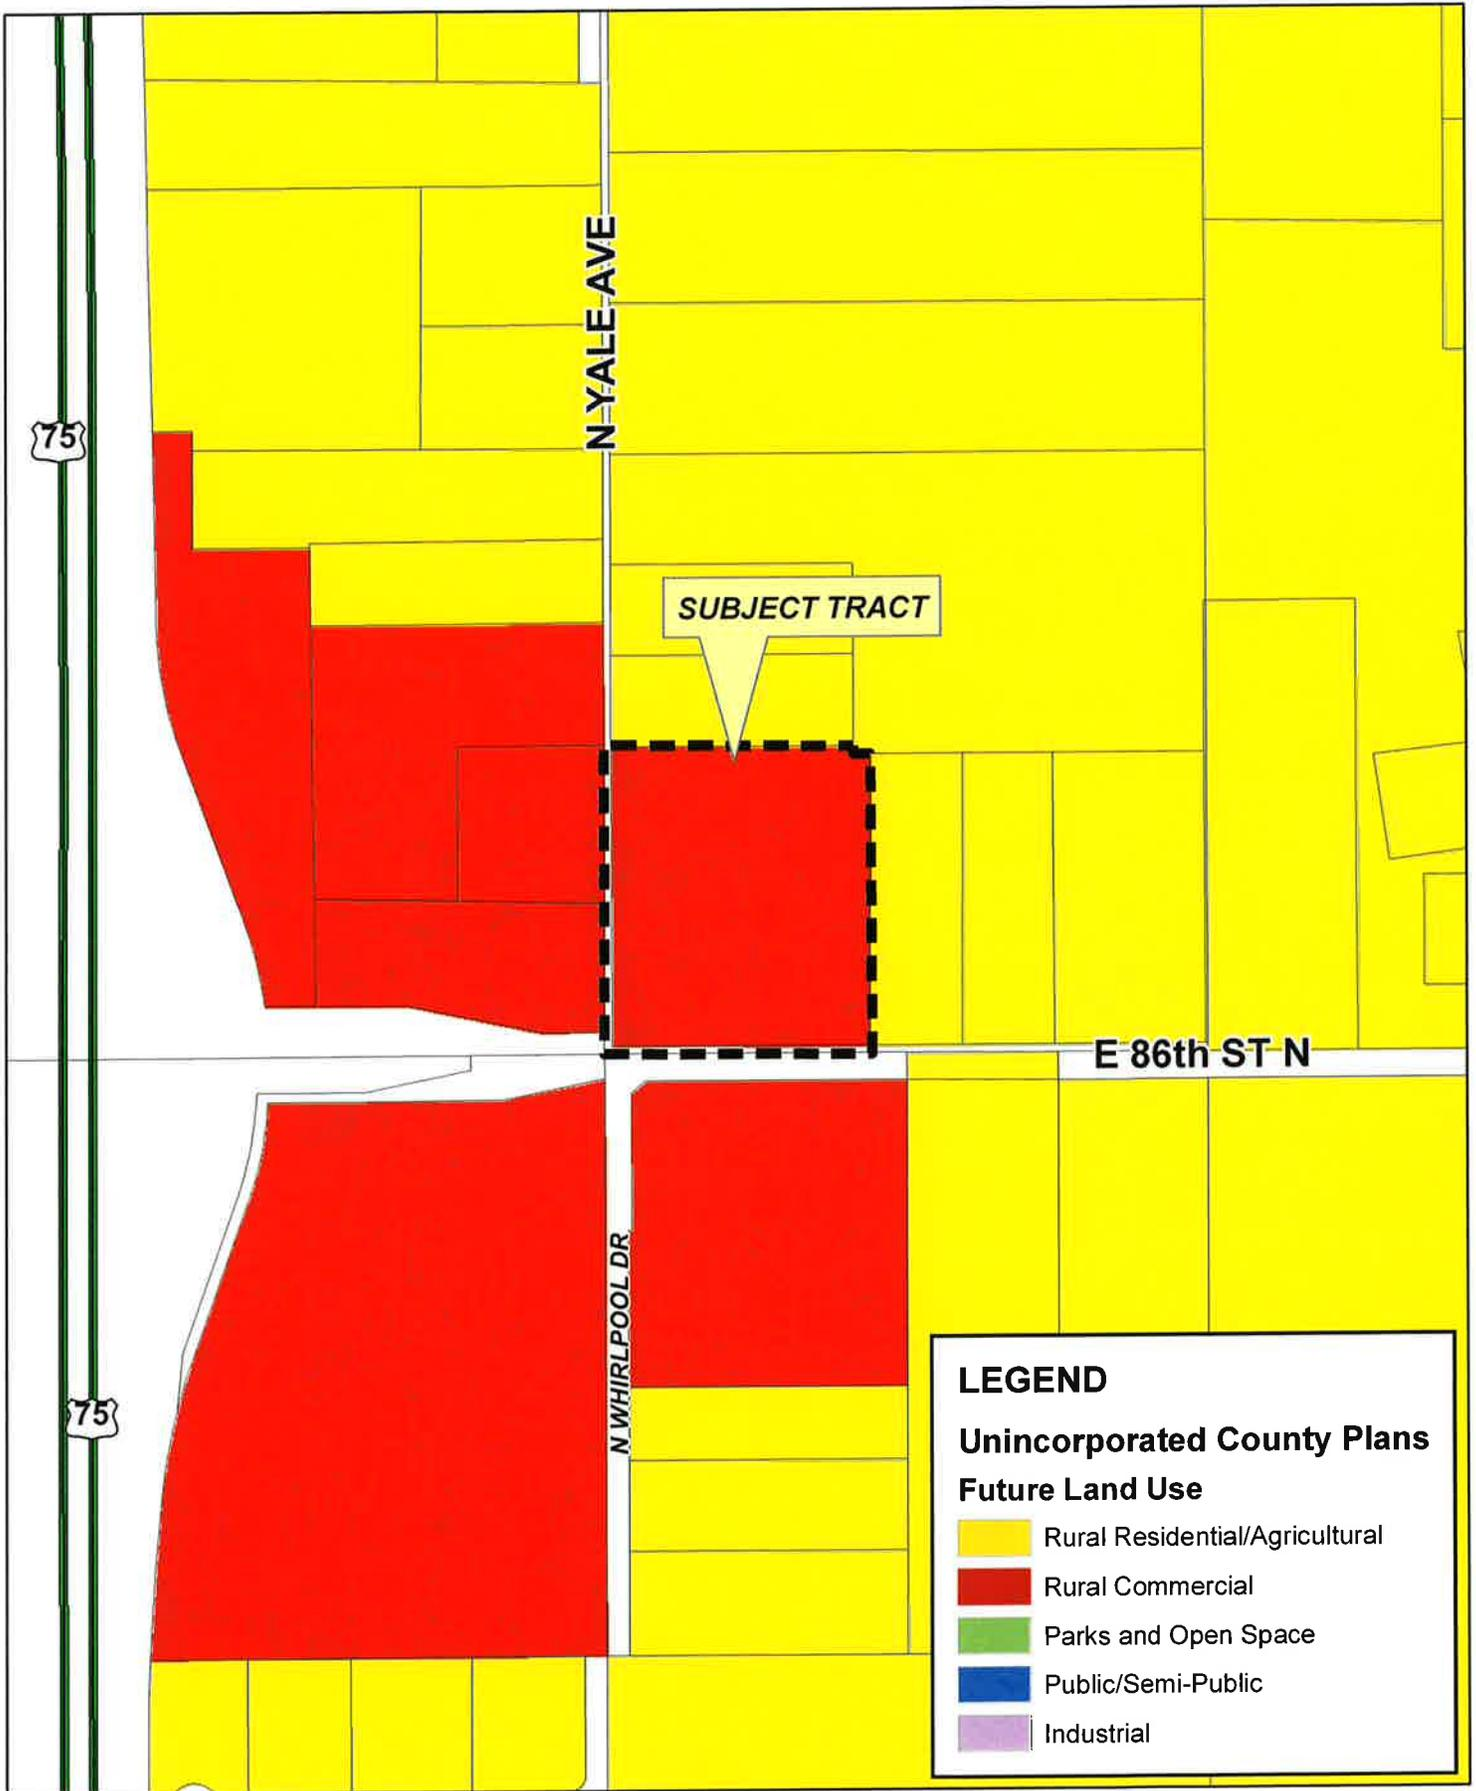 N YALE AVE
75
SUBJECT TRACT
E 86th ST N
N WHIRLPOOL DR
75
LEGEND
Unincorporated County Plans
Future Land Use
Rural Residential/Agricultural
Rural Commercial
Parks and Open Space
Public/Semi-Public
Industrial